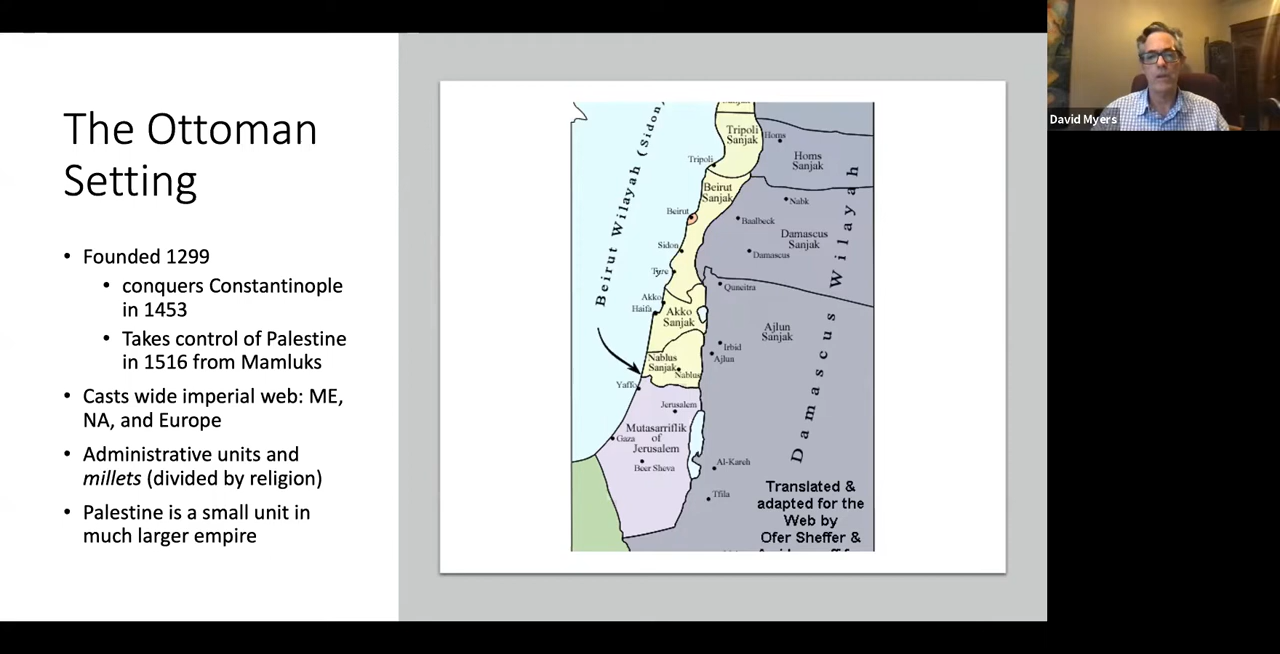 The Ottoman
Setting
• Founded 1299
• conquers Constantinople
in 1453
• Takes control of Palestine
in 1516 from Mamluks
• Casts wide imperial web: ME,
NA, and Europe
• Administrative units and
millets (divided by religion)
• Palestine is a small unit in
much larger empire
Beirut Wilayah (Sidon)
Tripoli
Sanjak
Homs
Homs
Sanjak
Tripoli
Beirut
Sanjak
Nabk
Beirut
Baalbeck
Damascus
Sanjak
Sidon
Damascus
Tyre
Quneitra
Akko
Haifa
Akko
Sanjak
Ajlun
Sanjak
Irbid
Ajlun
Nablus
Sanjak
Nablus
Yaffo
Jerusalem
Mutasarriflik
of
Jerusalem
Gaza
Beer Sheva
Al-Kareh
Tfila
Damascus Wilayah
Translated &
adapted for the
Web by
Ofer Sheffer &
David Myers